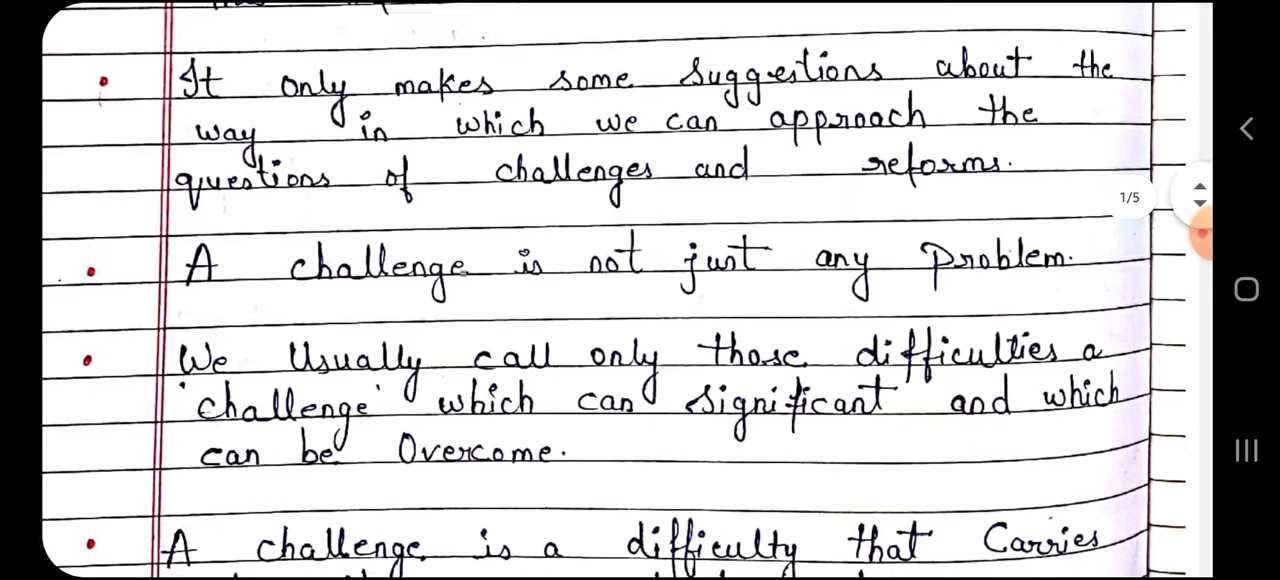 It only makes some suggestions about the
way in which we can approach the
questions of challenges and reforms.
1/5
A challenge is not just any problem.
We Usually call only those difficulties a
'challenge' which can significant and which
can be Overcome.
A challenge is a difficulty that Carries